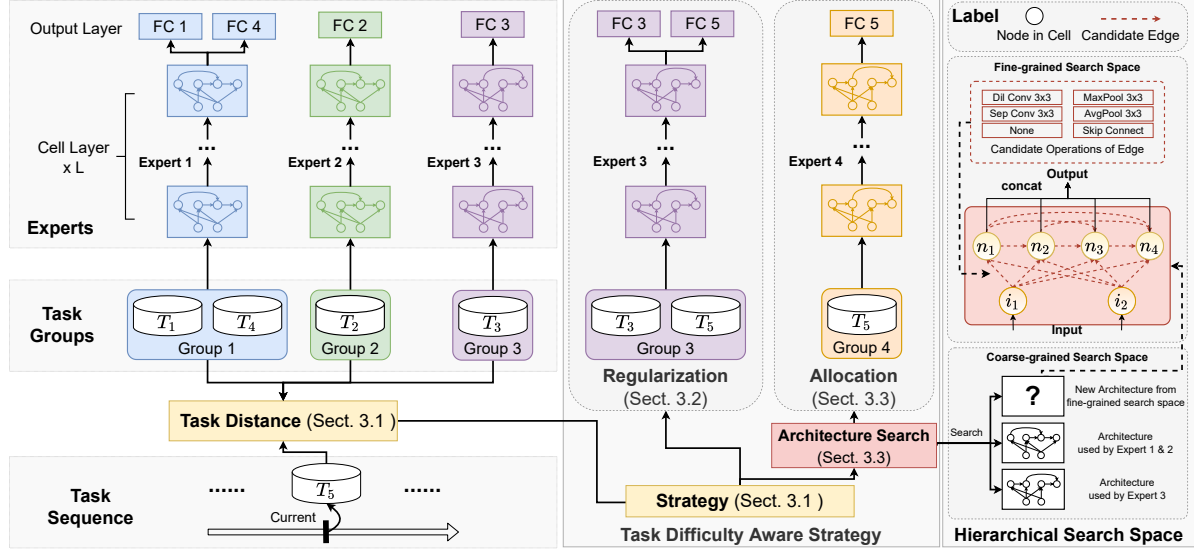 Output Layer
FC 1
FC 4
FC 2
FC 3
Cell Layer
x L
Expert 1
...
Expert 2
...
Expert 3
...
Experts
Task
Groups
T1
T4
Group 1
T2
Group 2
T3
Group 3
Task Distance (Sect. 3.1 )
Task
Sequence
......
T5
......
Current
FC 3
FC 5
Expert 3
...
T3
T5
Group 3
Regularization
(Sect. 3.2)
FC 5
Expert 4
...
T5
Group 4
Allocation
(Sect. 3.3)
Architecture Search
(Sect. 3.3)
Strategy (Sect. 3.1 )
Task Difficulty Aware Strategy
Label
Node in Cell
Candidate Edge
Fine-grained Search Space
Dil Conv 3x3
MaxPool 3x3
Sep Conv 3x3
AvgPool 3x3
None
Skip Connect
Candidate Operations of Edge
Output
concat
n1
n2
n3
n4
i1
i2
Input
Coarse-grained Search Space
Search
?
New Architecture from
fine-grained search space
Architecture
used by Expert 1 & 2
Architecture
used by Expert 3
Hierarchical Search Space